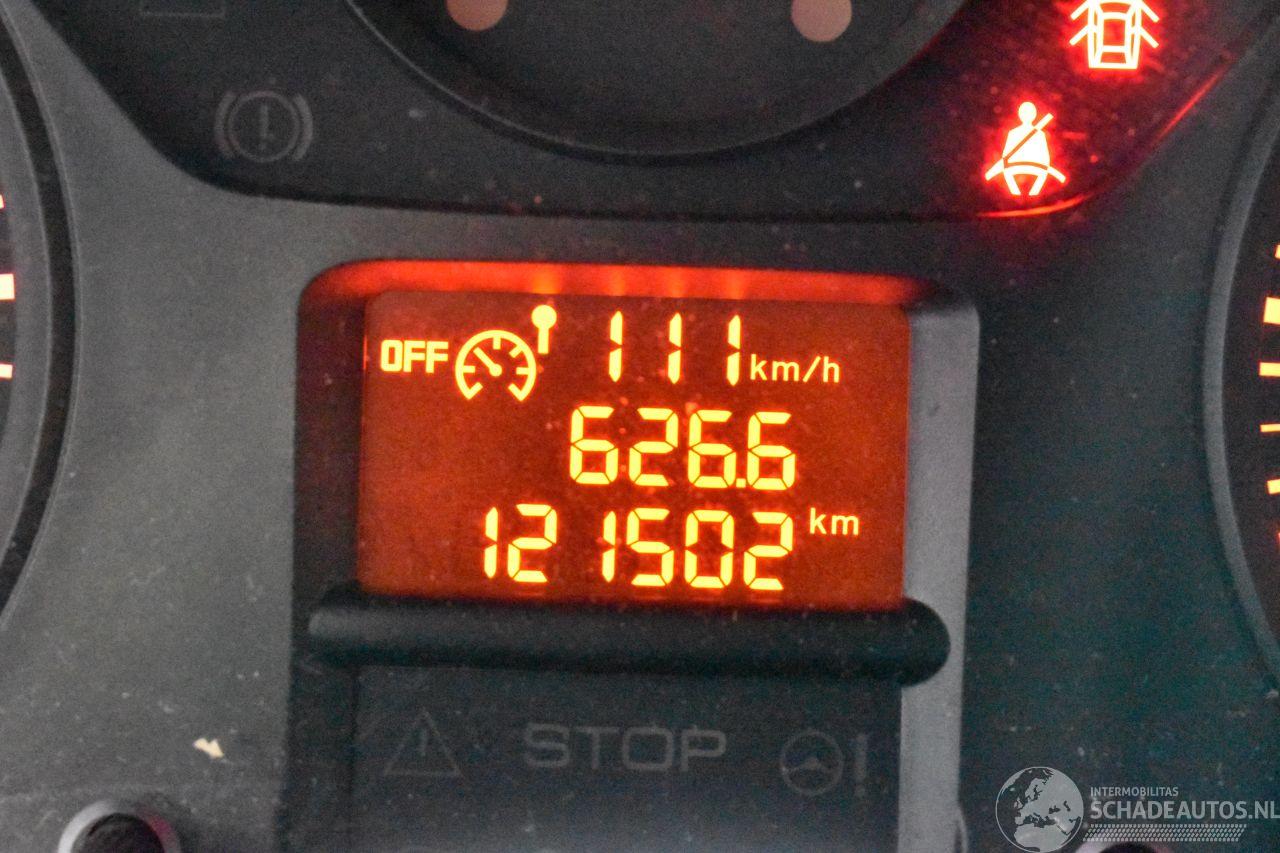 OFF 111 km/h
626.6
121502 km
STOP
INTERMOBILITAS
SCHADEAUTOS.NL